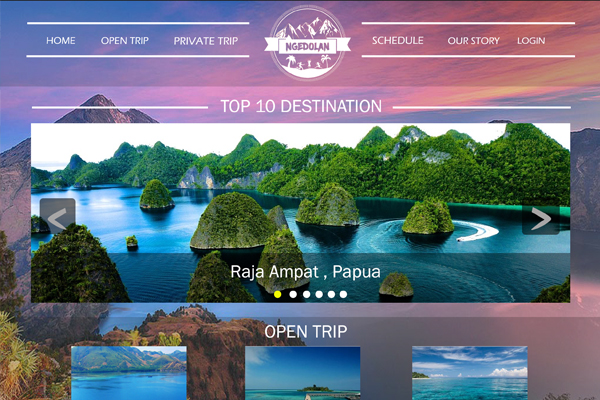 HOME
OPEN TRIP
PRIVATE TRIP
NGEDOLAN
SCHEDULE
OUR STORY
LOGIN
TOP 10 DESTINATION
<
>
Raja Ampat , Papua
OPEN TRIP